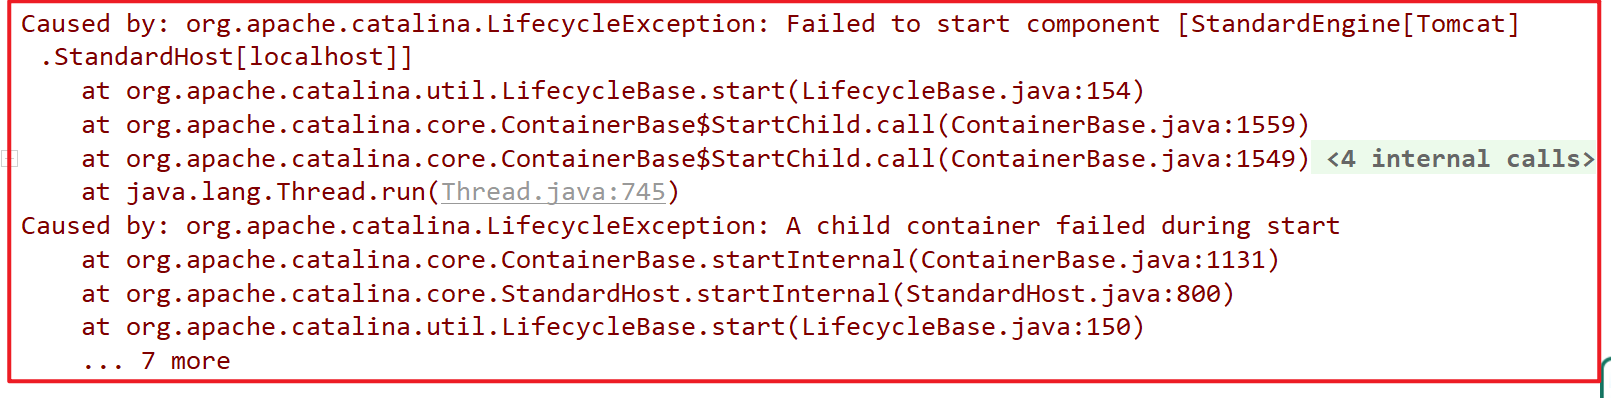 Caused by: org.apache.catalina.LifecycleException: Failed to start component [StandardEngine[Tomcat]
.StandardHost[localhost]]
at org.apache.catalina.util.LifecycleBase.start(LifecycleBase.java:154)
at org.apache.catalina.core.ContainerBase$StartChild.call(ContainerBase.java:1559)
at org.apache.catalina.core.ContainerBase$StartChild.call(ContainerBase.java:1549) <4 internal calls>
at java.lang.Thread.run(Thread.java:745)
Caused by: org.apache.catalina.LifecycleException: A child container failed during start
at org.apache.catalina.core.ContainerBase.startInternal(ContainerBase.java:1131)
at org.apache.catalina.core.StandardHost.startInternal(StandardHost.java:800)
at org.apache.catalina.util.LifecycleBase.start(LifecycleBase.java:150)
... 7 more